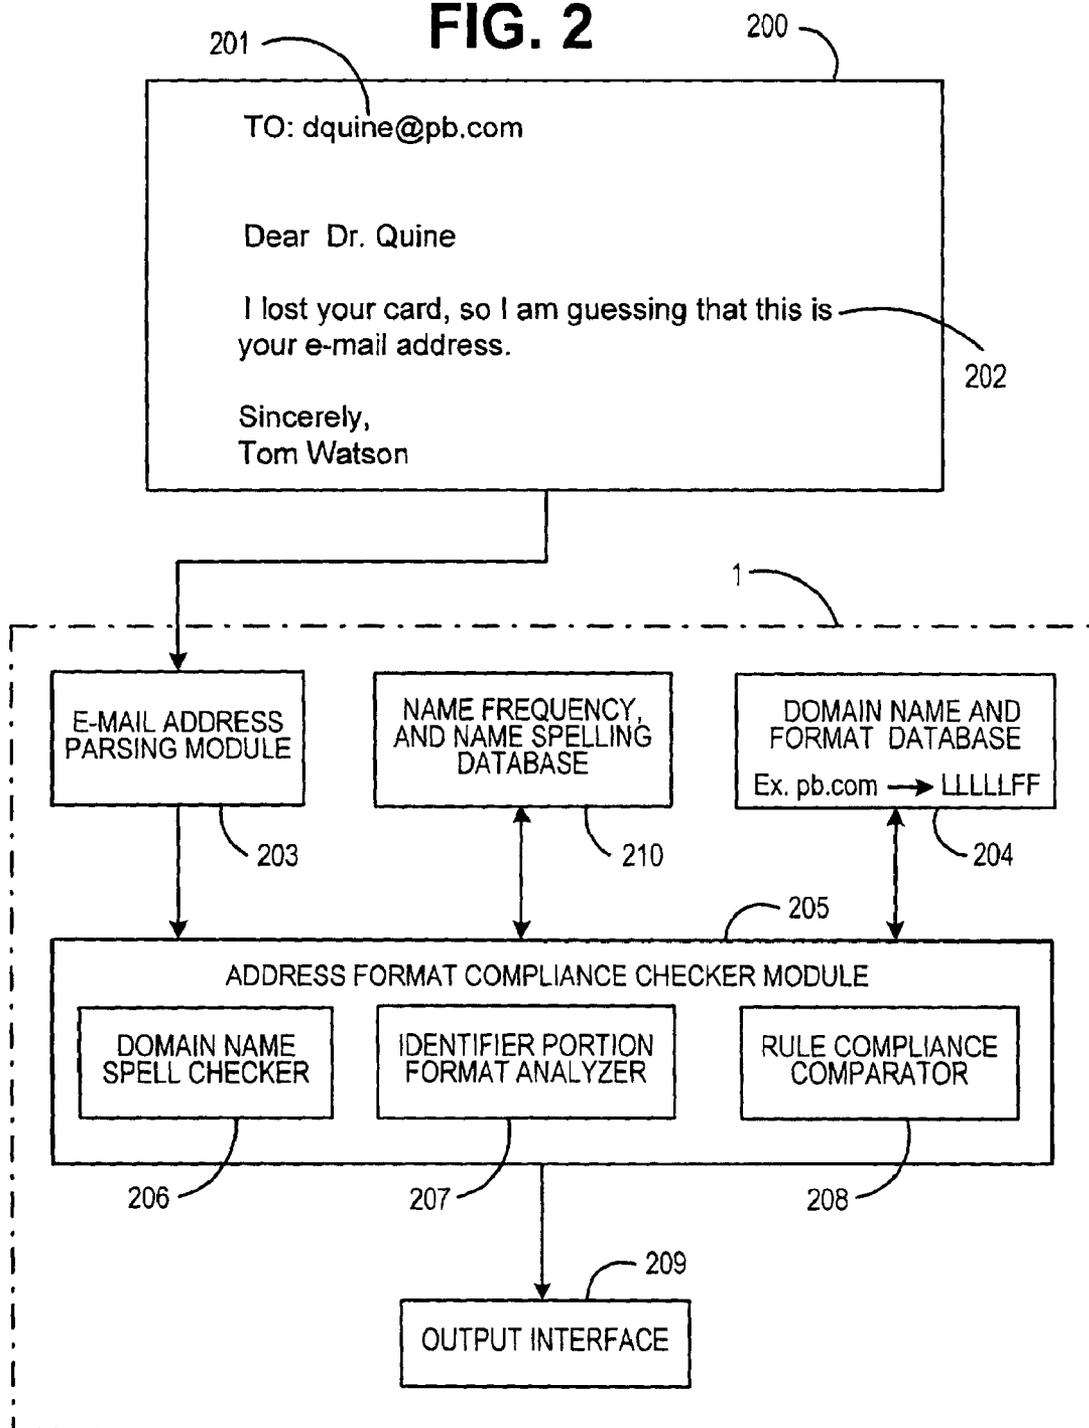 FIG. 2
201
200
TO: dquine@pb.com
Dear Dr. Quine
I lost your card, so I am guessing that this is
your e-mail address.
202
Sincerely,
Tom Watson
1
E-MAIL ADDRESS
PARSING MODULE
NAME FREQUENCY,
AND NAME SPELLING
DATABASE
DOMAIN NAME AND
FORMAT DATABASE
Ex. pb.com → LLLLLFF
203
210
204
205
ADDRESS FORMAT COMPLIANCE CHECKER MODULE
DOMAIN NAME
SPELL CHECKER
IDENTIFIER PORTION
FORMAT ANALYZER
RULE COMPLIANCE
COMPARATOR
206
207
208
209
OUTPUT INTERFACE